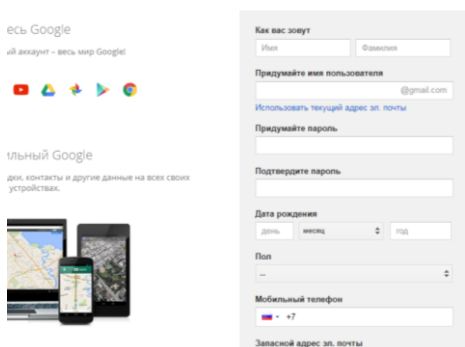 есь Google
ый аккаунт – весь мир Google!
ильный Google
дки, контакты и другие данные на всех своих
устройствах.
Как вас зовут
Имя
Фамилия
Придумайте имя пользователя
@gmail.com
Использовать текущий адрес эл. почты
Придумайте пароль
Подтвердите пароль
Дата рождения
день
месяц
год
Пол
--
Мобильный телефон
+7
Запасной адрес эл. почты